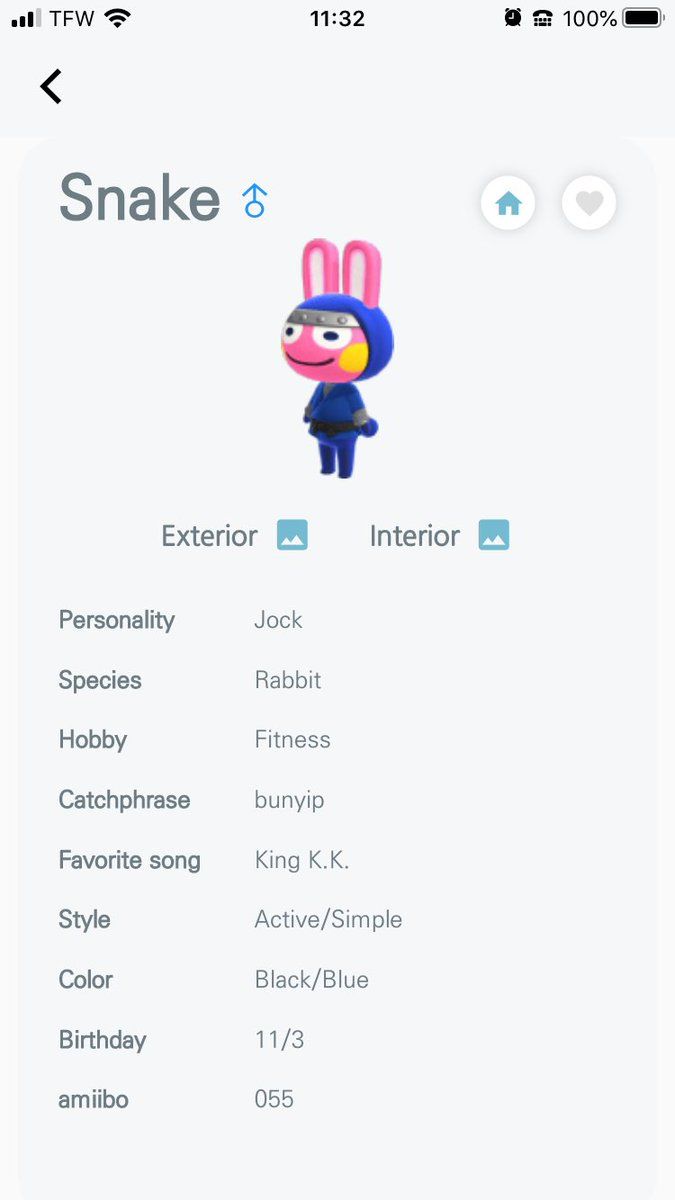 TFW 11:32 100%
Snake
Exterior Interior
Personality Jock
Species Rabbit
Hobby Fitness
Catchphrase bunyip
Favorite song King K.K.
Style Active/Simple
Color Black/Blue
Birthday 11/3
amiibo 055